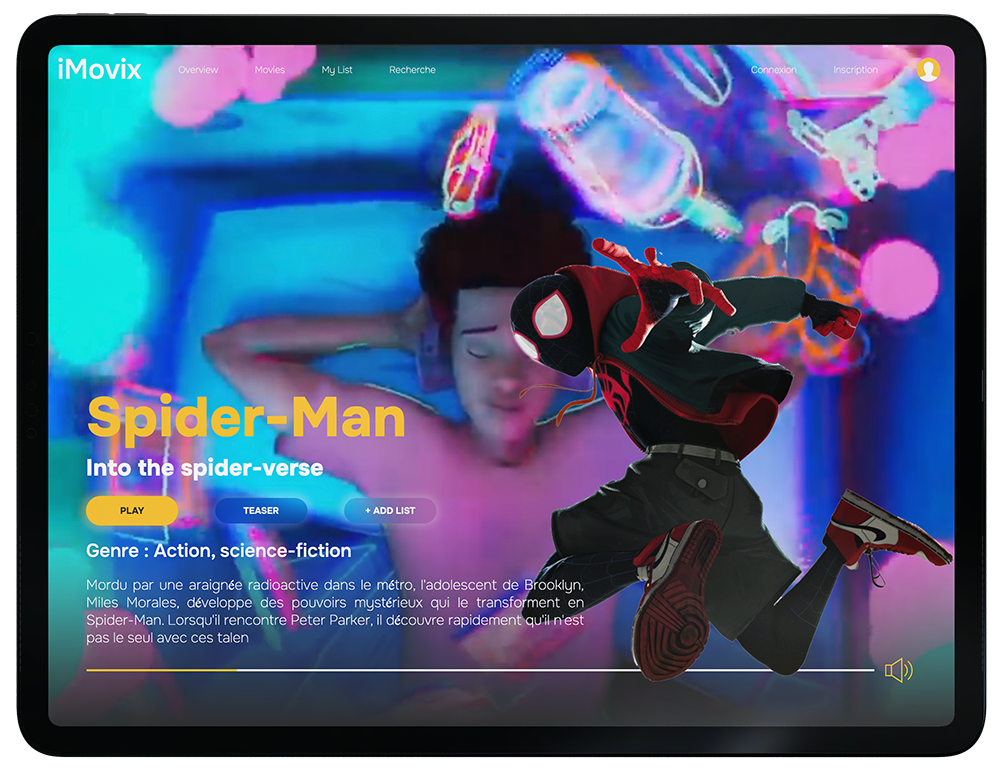 iMovix Overview Movies My List Recherche Connexion Inscription
Spider-Man
Into the spider-verse
PLAY TEASER + ADD LIST
Genre : Action, science-fiction
Mordu par une araignée radioactive dans le métro, l'adolescent de Brooklyn,
Miles Morales, développe des pouvoirs mystérieux qui le transforment en
Spider-Man. Lorsqu'il rencontre Peter Parker, il découvre rapidement qu'il n'est
pas le seul avec ces talen